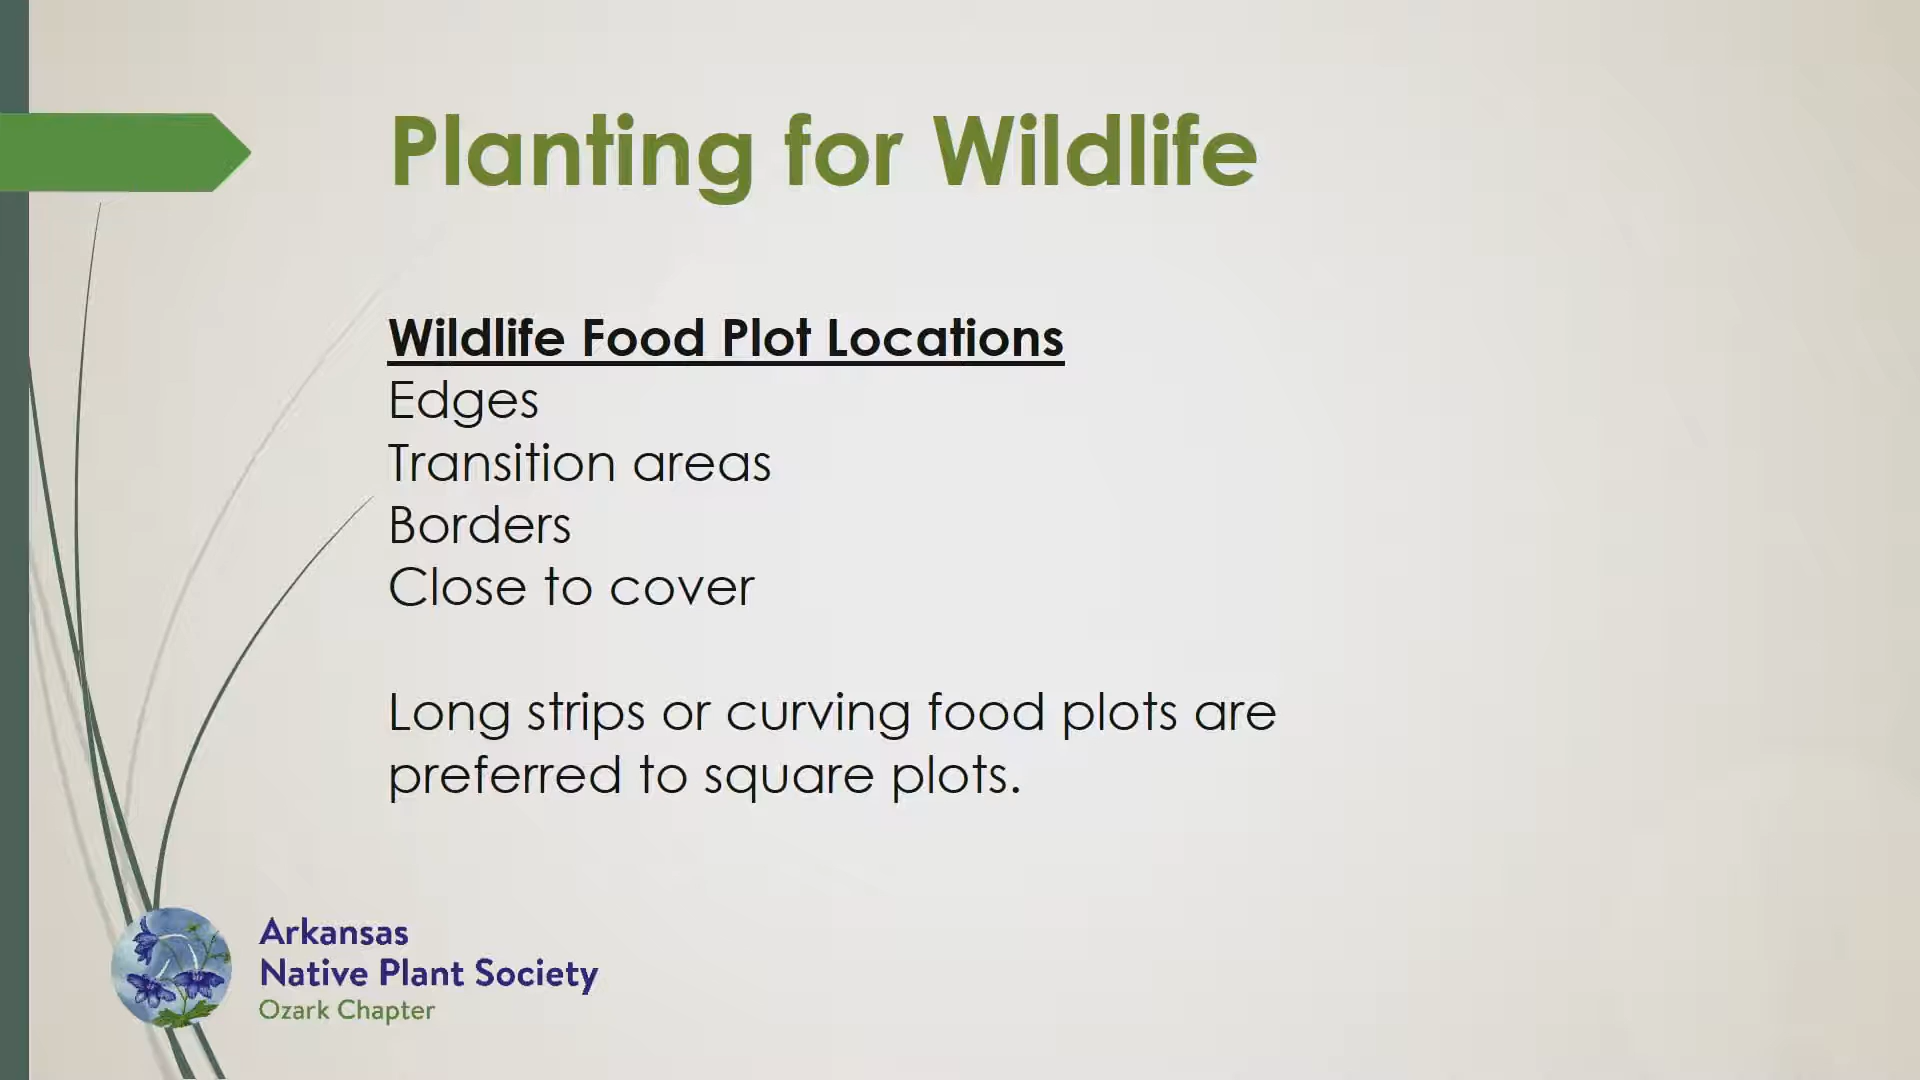 Planting for Wildlife
Wildlife Food Plot Locations
Edges
Transition areas
Borders
Close to cover
Long strips or curving food plots are
preferred to square plots.
Arkansas
Native Plant Society
Ozark Chapter